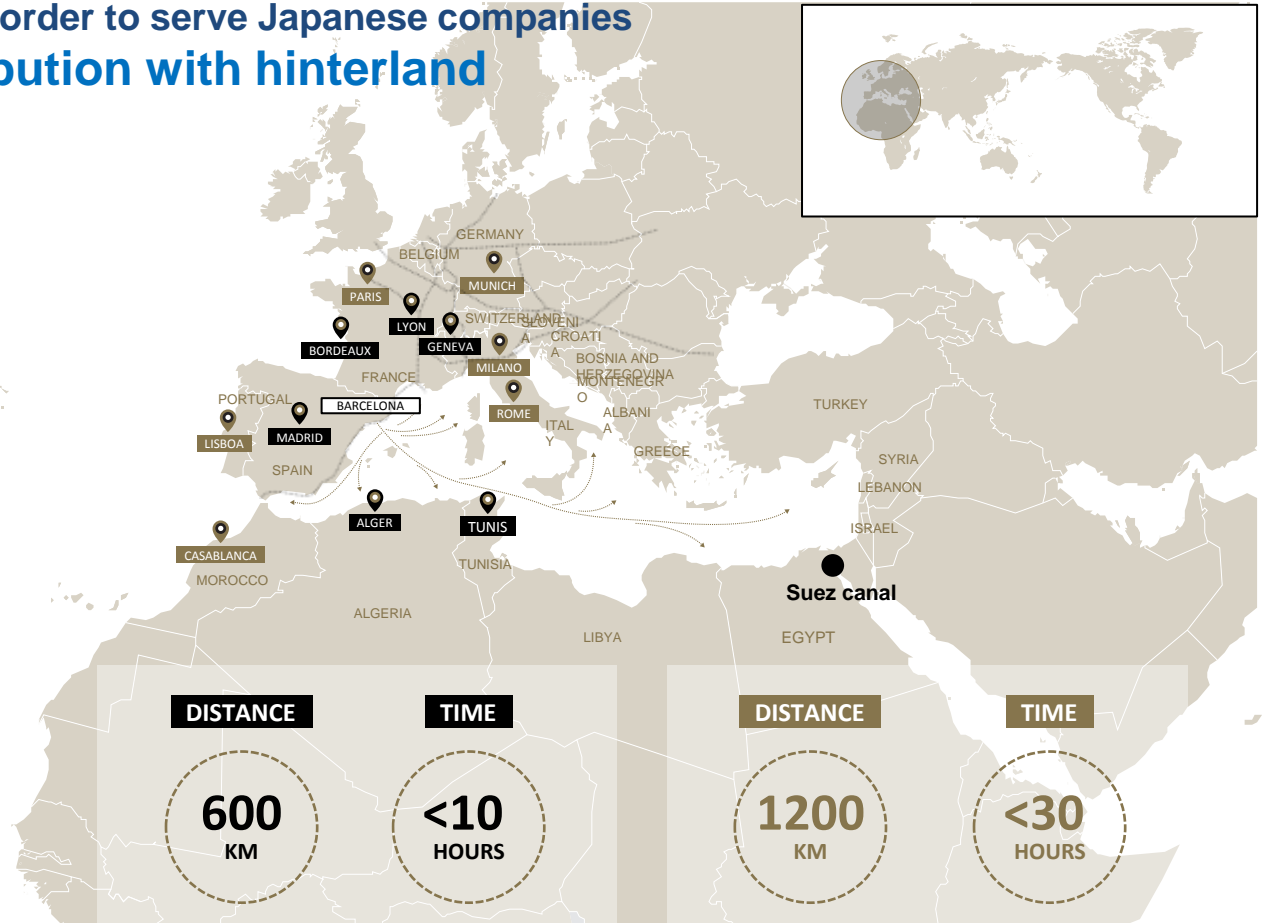 order to serve Japanese companies
bution with hinterland
GERMANY
BELGIUM
MUNICH
PARIS
LYON
SWITZERLAND
SLOVENI
A
CROATI
A
BORDEAUX
GENEVA
MILANO
BOSNIA AND
HERZEGOVINA
MONTENEGR
O
FRANCE
PORTUGAL
BARCELONA
ROME
ALBANI
A
TURKEY
LISBOA
MADRID
ITAL
Y
GREECE
SPAIN
SYRIA
LEBANON
ALGER
TUNIS
ISRAEL
CASABLANCA
TUNISIA
MOROCCO
Suez canal
ALGERIA
LIBYA
EGYPT
DISTANCE
TIME
DISTANCE
TIME
600
KM
<10
HOURS
1200
KM
<30
HOURS